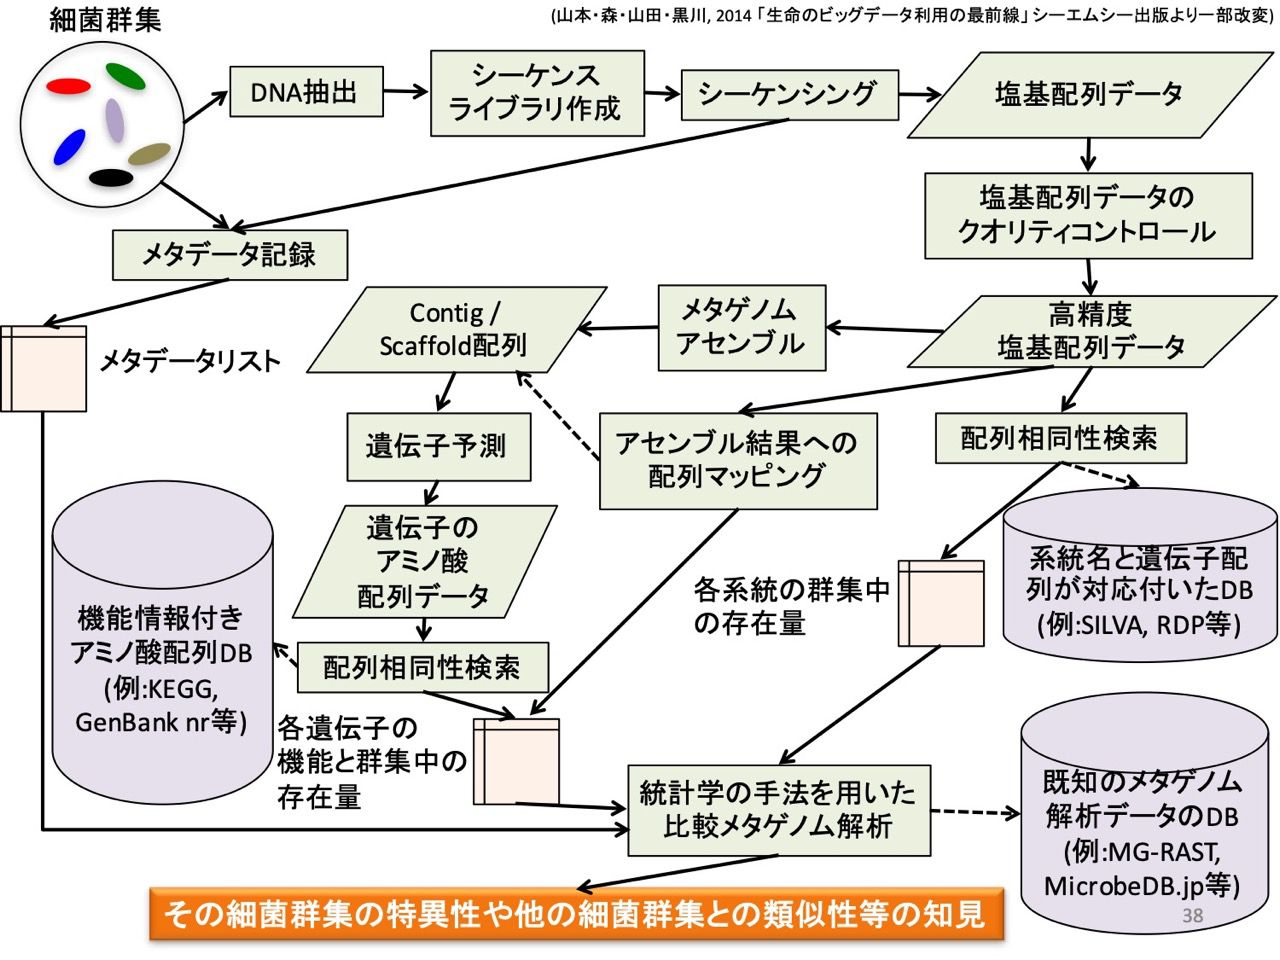 細菌群集
(山本・森・山田・黒川, 2014 「生命のビッグデータ利用の最前線」 シーエムシー出版より一部改変)
DNA抽出
シーケンス
ライブラリ作成
シーケンシング
塩基配列データ
塩基配列データの
クオリティコントロール
メタデータ記録
メタデータリスト
Contig /
Scaffold配列
メタゲノム
アセンブル
高精度
塩基配列データ
遺伝子予測
アセンブル結果への
配列マッピング
配列相同性検索
遺伝子の
アミノ酸
配列データ
系統名と遺伝子配
列が対応付いたDB
(例:SILVA, RDP等)
各系統の群集中
の存在量
機能情報付き
アミノ酸配列DB
(例:KEGG,
GenBank nr等)
配列相同性検索
各遺伝子の
機能と群集中の
存在量
統計学の手法を用いた
比較メタゲノム解析
既知のメタゲノム
解析データのDB
(例:MG-RAST,
MicrobeDB.jp等)
その細菌群集の特異性や他の細菌群集との類似性等の知見
38